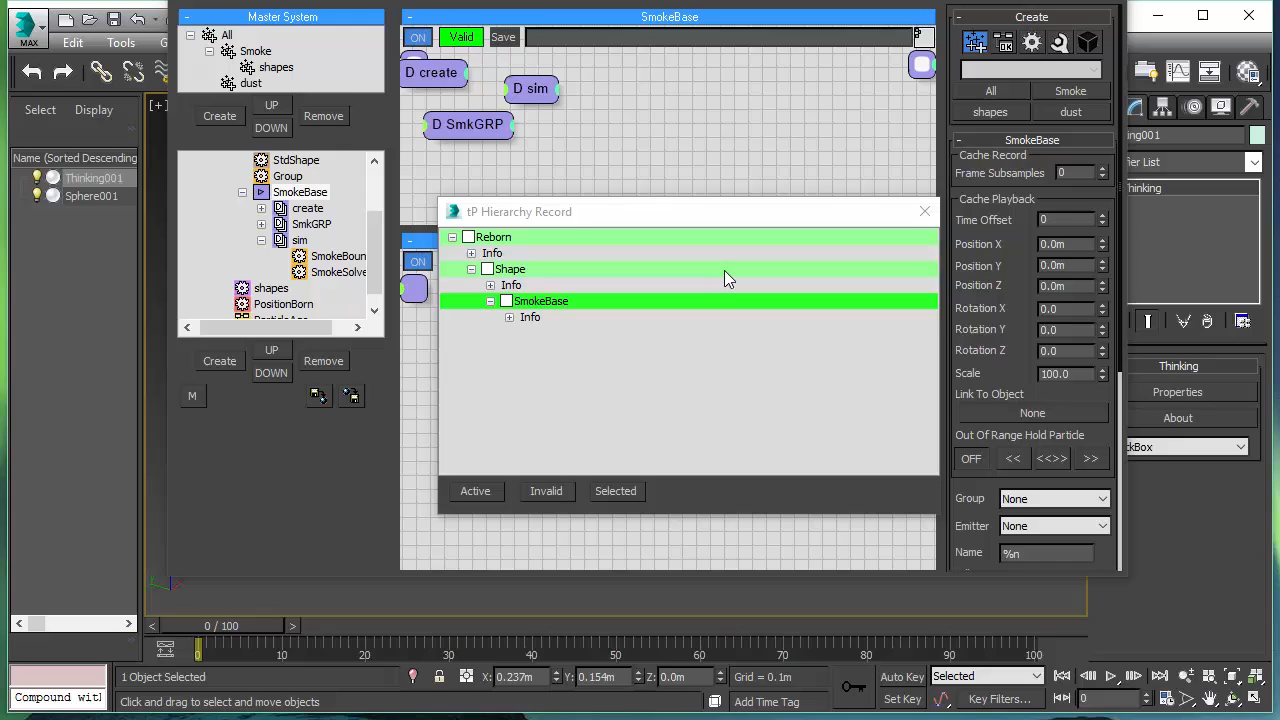 MAX
Edit
Tools
Select
Display
Name (Sorted Descending
Thinking001
Sphere001
Master System
All
Smoke
shapes
dust
Create
UP
DOWN
Remove
StdShape
Group
SmokeBase
create
SmkGRP
sim
SmokeBoun
SmokeSolve
shapes
PositionBorn
Create
UP
DOWN
Remove
M
SmokeBase
ON
Valid
Save
D create
D sim
D SmkGRP
ON
tP Hierarchy Record
Reborn
Info
Shape
Info
SmokeBase
Info
Active
Invalid
Selected
Create
All
Smoke
shapes
dust
SmokeBase
Cache Record
Frame Subsamples
0
Cache Playback
Time Offset
0
Position X
0.0m
Position Y
0.0m
Position Z
0.0m
Rotation X
0.0
Rotation Y
0.0
Rotation Z
0.0
Scale
100.0
Link To Object
None
Out Of Range Hold Particle
OFF
<<
<<>>
>>
Group
None
Emitter
None
Name
%n
ing001
ifier List
Thinking
Thinking
Properties
About
ckBox
[+]
<
0 / 100
>
0
10
20
30
40
50
60
70
80
90
100
Compound witl
1 Object Selected
Click and drag to select and move objects
X: 0.237m
Y: 0.154m
Z: 0.0m
Grid = 0.1m
Add Time Tag
Auto Key
Selected
Set Key
Key Filters...
0